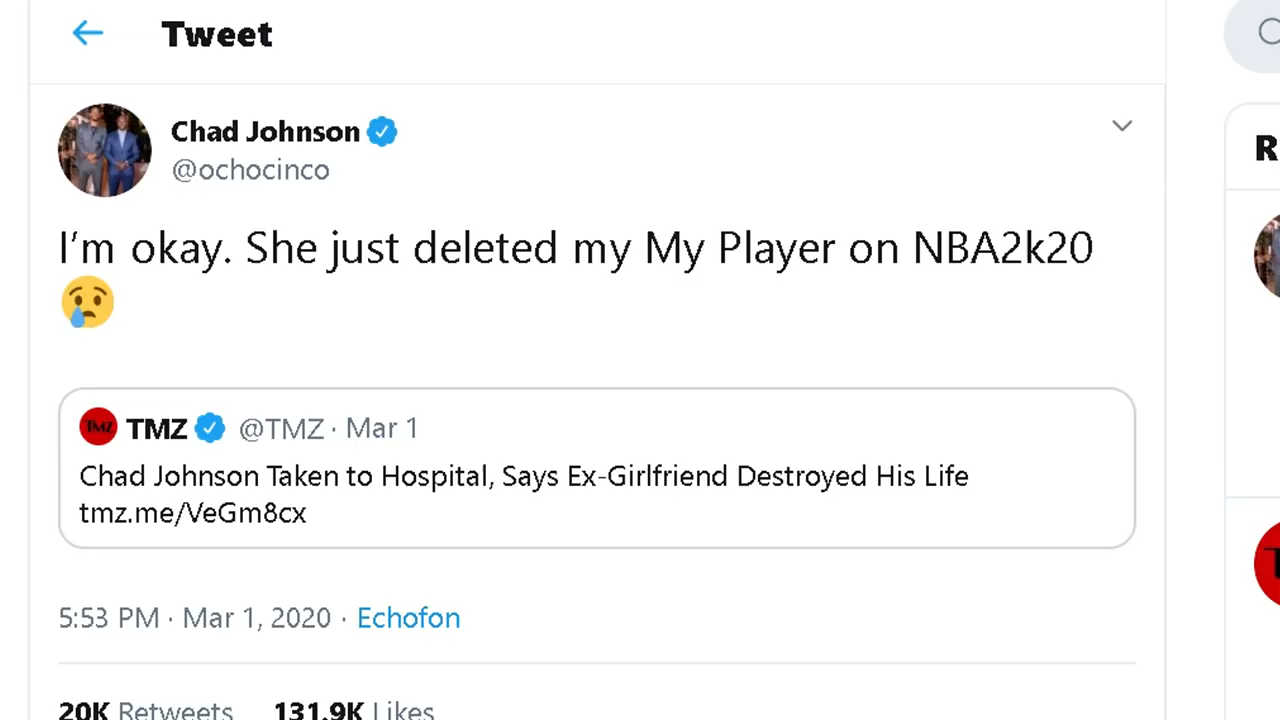 Tweet
Chad Johnson
@ochocinco
I'm okay. She just deleted my My Player on NBA2k20
😢
TMZ @TMZ · Mar 1
Chad Johnson Taken to Hospital, Says Ex-Girlfriend Destroyed His Life
tmz.me/VeGm8cx
5:53 PM · Mar 1, 2020 · Echofon
20K Retweets 131.9K Likes